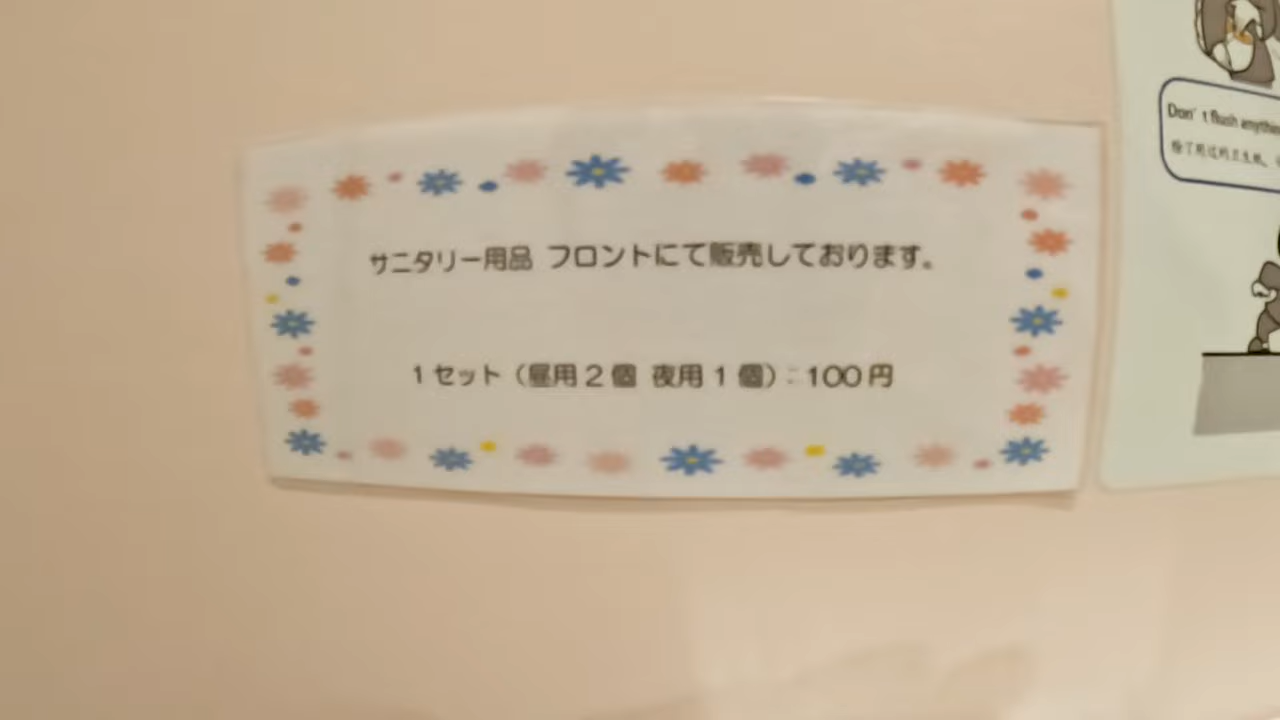 サニタリー用品 フロントにて販売しております。
1セット（昼用2個 夜用1個）：100円
Don't flush